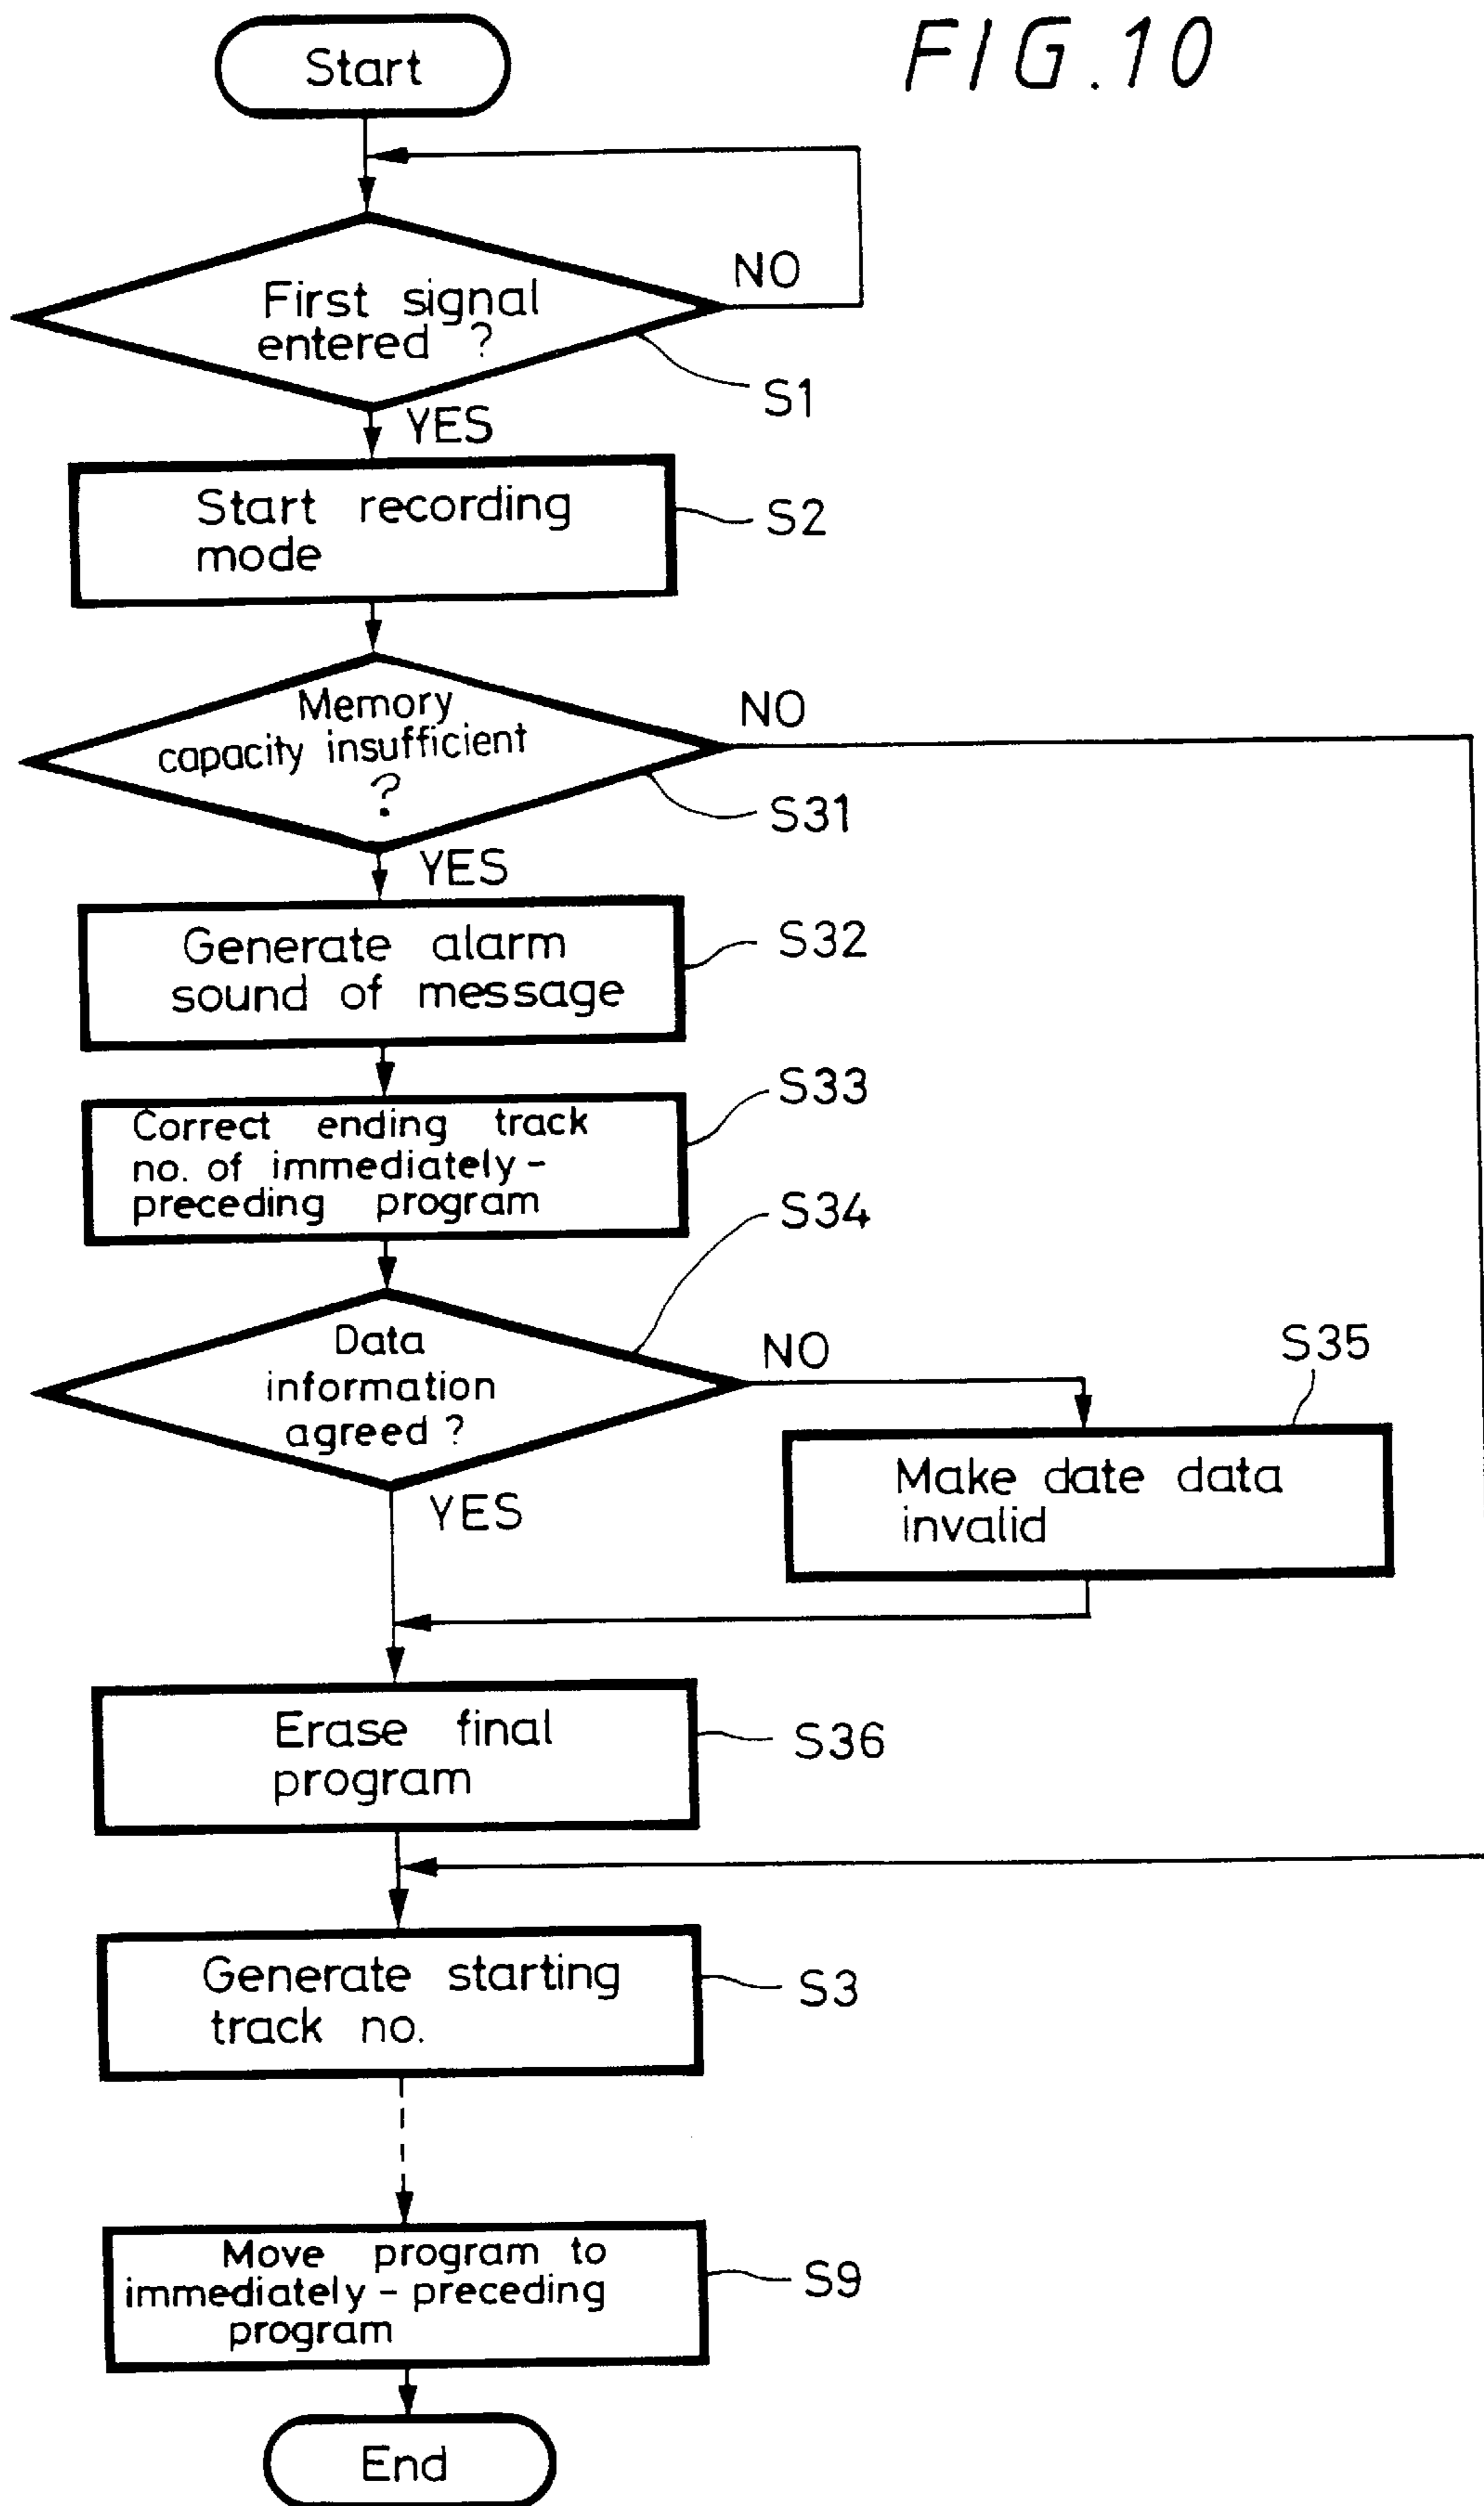 FIG.10
Start
NO
First signal
entered ?
S1
YES
Start recording
mode
S2
Memory
capacity insufficient
?
NO
S31
YES
Generate alarm
sound of message
S32
Correct ending track
no. of immediately-
preceding program
S33
S34
Data
information
agreed ?
NO
S35
YES
Make date data
invalid
Erase final
program
S36
Generate starting
track no.
S3
Move program to
immediately-preceding
program
S9
End